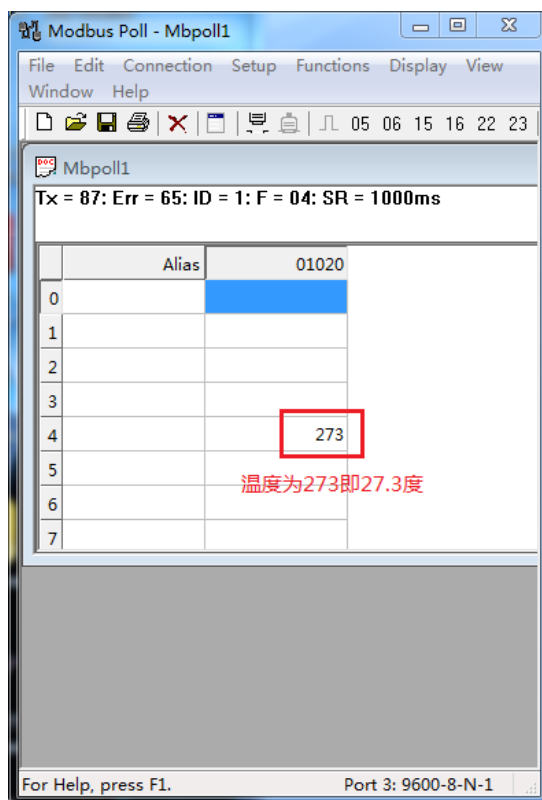 Modbus Poll - Mbpoll1
File Edit Connection Setup Functions Display View
Window Help
05 06 15 16 22 23
DOC Mbpoll1
Tx = 87: Err = 65: ID = 1: F = 04: SR = 1000ms
Alias 01020
0
1
2
3
4 273
5
温度为273即27.3度
6
7
For Help, press F1. Port 3: 9600-8-N-1